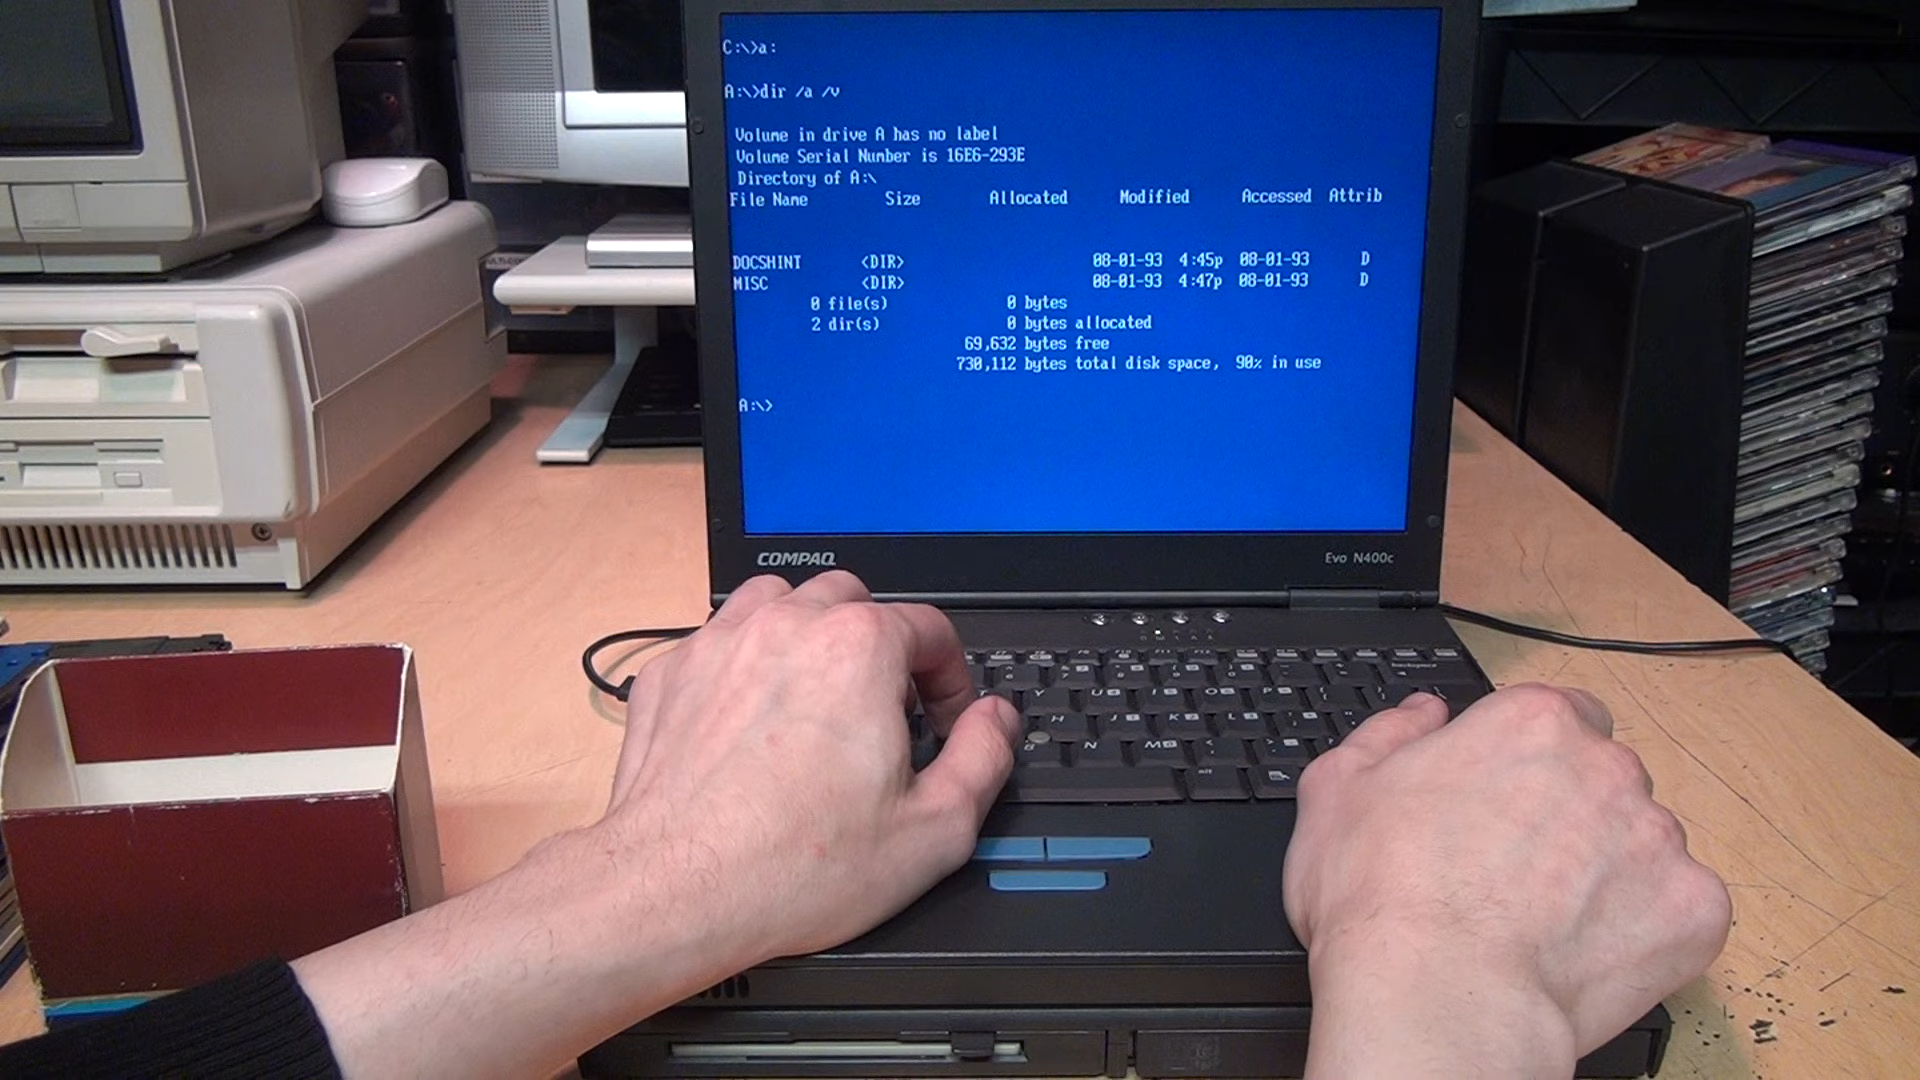 C:\>a:
A:\>dir /a /v
Volume in drive A has no label
Volume Serial Number is 16E6-293E
Directory of A:\
File Name Size Allocated Modified Accessed Attrib
DOCSHINT <DIR> 08-01-93 4:45p 08-01-93 D
MISC <DIR> 08-01-93 4:47p 08-01-93 D
0 file(s) 0 bytes
2 dir(s) 0 bytes allocated
69,632 bytes free
730,112 bytes total disk space, 90% in use
A:\>
COMPAQ Evo N400c
backspace
T Y U I O P
H J K L
B N M
alt